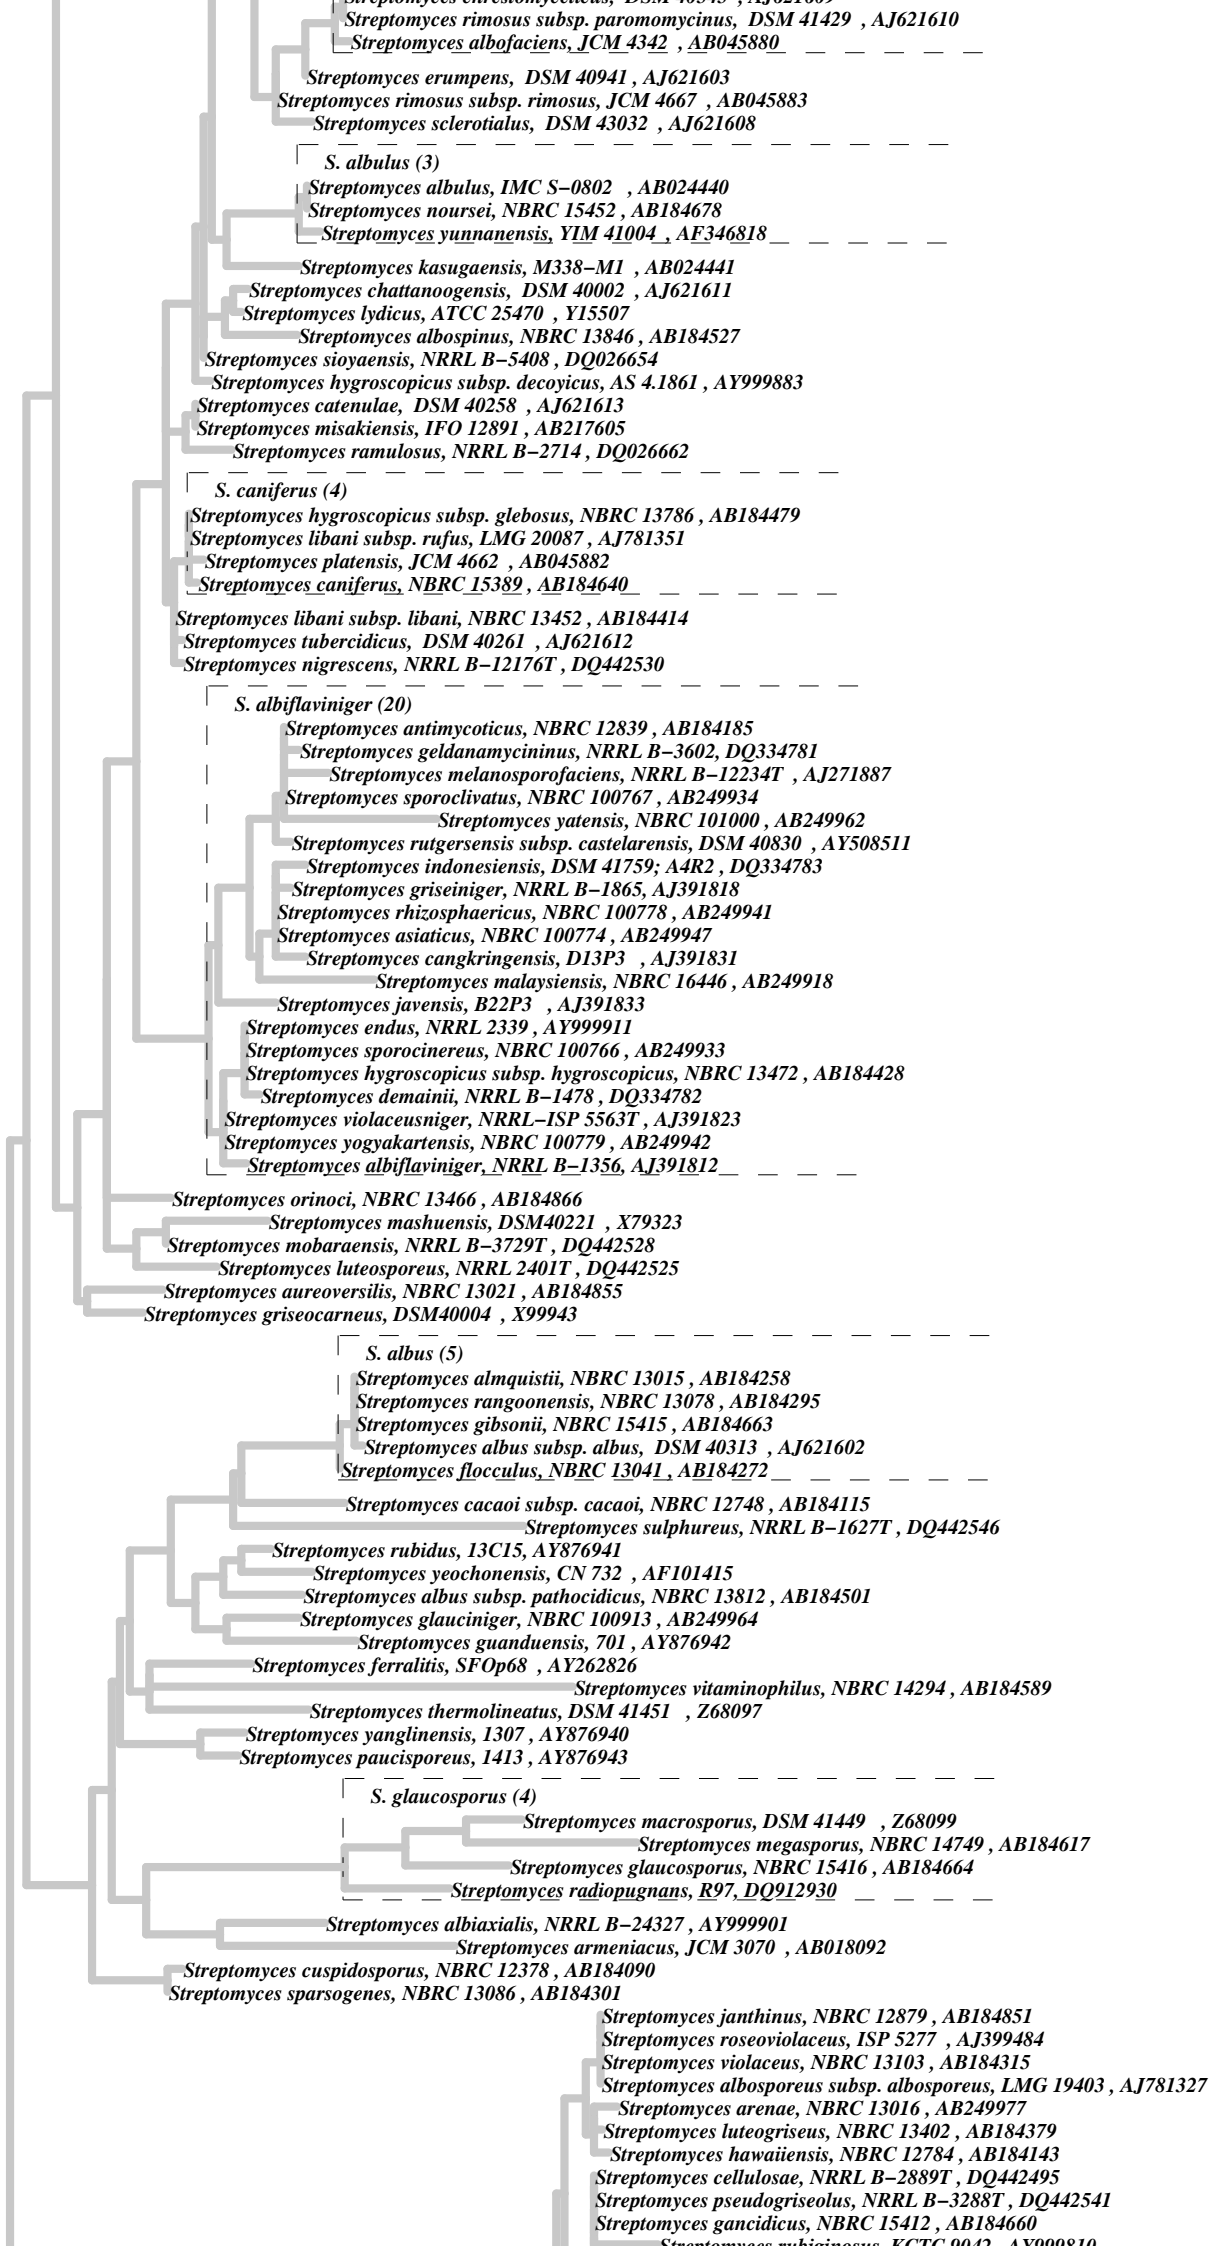 Streptomyces chrestomyceticus, DSM 40545 , AJ621609
Streptomyces rimosus subsp. paromomycinus, DSM 41429 , AJ621610
Streptomyces albofaciens, JCM 4342 , AB045880
Streptomyces erumpens, DSM 40941 , AJ621603
Streptomyces rimosus subsp. rimosus, JCM 4667 , AB045883
Streptomyces sclerotialus, DSM 43032 , AJ621608
S. albulus (3)
Streptomyces albulus, IMC S−0802 , AB024440
Streptomyces noursei, NBRC 15452 , AB184678
Streptomyces yunnanensis, YIM 41004 , AF346818
Streptomyces kasugaensis, M338−M1 , AB024441
Streptomyces chattanoogensis, DSM 40002 , AJ621611
Streptomyces lydicus, ATCC 25470 , Y15507
Streptomyces albospinus, NBRC 13846 , AB184527
Streptomyces sioyaensis, NRRL B−5408 , DQ026654
Streptomyces hygroscopicus subsp. decoyicus, AS 4.1861 , AY999883
Streptomyces catenulae, DSM 40258 , AJ621613
Streptomyces misakiensis, IFO 12891 , AB217605
Streptomyces ramulosus, NRRL B−2714 , DQ026662
S. caniferus (4)
Streptomyces hygroscopicus subsp. glebosus, NBRC 13786 , AB184479
Streptomyces libani subsp. rufus, LMG 20087 , AJ781351
Streptomyces platensis, JCM 4662 , AB045882
Streptomyces caniferus, NBRC 15389 , AB184640
Streptomyces libani subsp. libani, NBRC 13452 , AB184414
Streptomyces tubercidicus, DSM 40261 , AJ621612
Streptomyces nigrescens, NRRL B−12176T , DQ442530
S. albiflaviniger (20)
Streptomyces antimycoticus, NBRC 12839 , AB184185
Streptomyces geldanamycininus, NRRL B−3602, DQ334781
Streptomyces melanosporofaciens, NRRL B−12234T , AJ271887
Streptomyces sporoclivatus, NBRC 100767 , AB249934
Streptomyces yatensis, NBRC 101000 , AB249962
Streptomyces rutgersensis subsp. castelarensis, DSM 40830 , AY508511
Streptomyces indonesiensis, DSM 41759; A4R2 , DQ334783
Streptomyces griseiniger, NRRL B−1865, AJ391818
Streptomyces rhizosphaericus, NBRC 100778 , AB249941
Streptomyces asiaticus, NBRC 100774 , AB249947
Streptomyces cangkringensis, D13P3 , AJ391831
Streptomyces malaysiensis, NBRC 16446 , AB249918
Streptomyces javensis, B22P3 , AJ391833
Streptomyces endus, NRRL 2339 , AY999911
Streptomyces sporocinereus, NBRC 100766 , AB249933
Streptomyces hygroscopicus subsp. hygroscopicus, NBRC 13472 , AB184428
Streptomyces demainii, NRRL B−1478 , DQ334782
Streptomyces violaceusniger, NRRL−ISP 5563T , AJ391823
Streptomyces yogyakartensis, NBRC 100779 , AB249942
Streptomyces albiflaviniger, NRRL B−1356, AJ391812
Streptomyces orinoci, NBRC 13466 , AB184866
Streptomyces mashuensis, DSM40221 , X79323
Streptomyces mobaraensis, NRRL B−3729T , DQ442528
Streptomyces luteosporeus, NRRL 2401T , DQ442525
Streptomyces aureoversilis, NBRC 13021 , AB184855
Streptomyces griseocarneus, DSM40004 , X99943
S. albus (5)
Streptomyces almquistii, NBRC 13015 , AB184258
Streptomyces rangoonensis, NBRC 13078 , AB184295
Streptomyces gibsonii, NBRC 15415 , AB184663
Streptomyces albus subsp. albus, DSM 40313 , AJ621602
Streptomyces flocculus, NBRC 13041 , AB184272
Streptomyces cacaoi subsp. cacaoi, NBRC 12748 , AB184115
Streptomyces sulphureus, NRRL B−1627T , DQ442546
Streptomyces rubidus, 13C15, AY876941
Streptomyces yeochonensis, CN 732 , AF101415
Streptomyces albus subsp. pathocidicus, NBRC 13812 , AB184501
Streptomyces glauciniger, NBRC 100913 , AB249964
Streptomyces guanduensis, 701 , AY876942
Streptomyces ferralitis, SFOp68 , AY262826
Streptomyces vitaminophilus, NBRC 14294 , AB184589
Streptomyces thermolineatus, DSM 41451 , Z68097
Streptomyces yanglinensis, 1307 , AY876940
Streptomyces paucisporeus, 1413 , AY876943
S. glaucosporus (4)
Streptomyces macrosporus, DSM 41449 , Z68099
Streptomyces megasporus, NBRC 14749 , AB184617
Streptomyces glaucosporus, NBRC 15416 , AB184664
Streptomyces radiopugnans, R97, DQ912930
Streptomyces albiaxialis, NRRL B−24327 , AY999901
Streptomyces armeniacus, JCM 3070 , AB018092
Streptomyces cuspidosporus, NBRC 12378 , AB184090
Streptomyces sparsogenes, NBRC 13086 , AB184301
Streptomyces janthinus, NBRC 12879 , AB184851
Streptomyces roseoviolaceus, ISP 5277 , AJ399484
Streptomyces violaceus, NBRC 13103 , AB184315
Streptomyces albosporeus subsp. albosporeus, LMG 19403 , AJ781327
Streptomyces arenae, NBRC 13016 , AB249977
Streptomyces luteogriseus, NBRC 13402 , AB184379
Streptomyces hawaiiensis, NBRC 12784 , AB184143
Streptomyces cellulosae, NRRL B−2889T , DQ442495
Streptomyces pseudogriseolus, NRRL B−3288T , DQ442541
Streptomyces gancidicus, NBRC 15412 , AB184660
Streptomyces rubiginosus, KCTC 9042 , AY999810